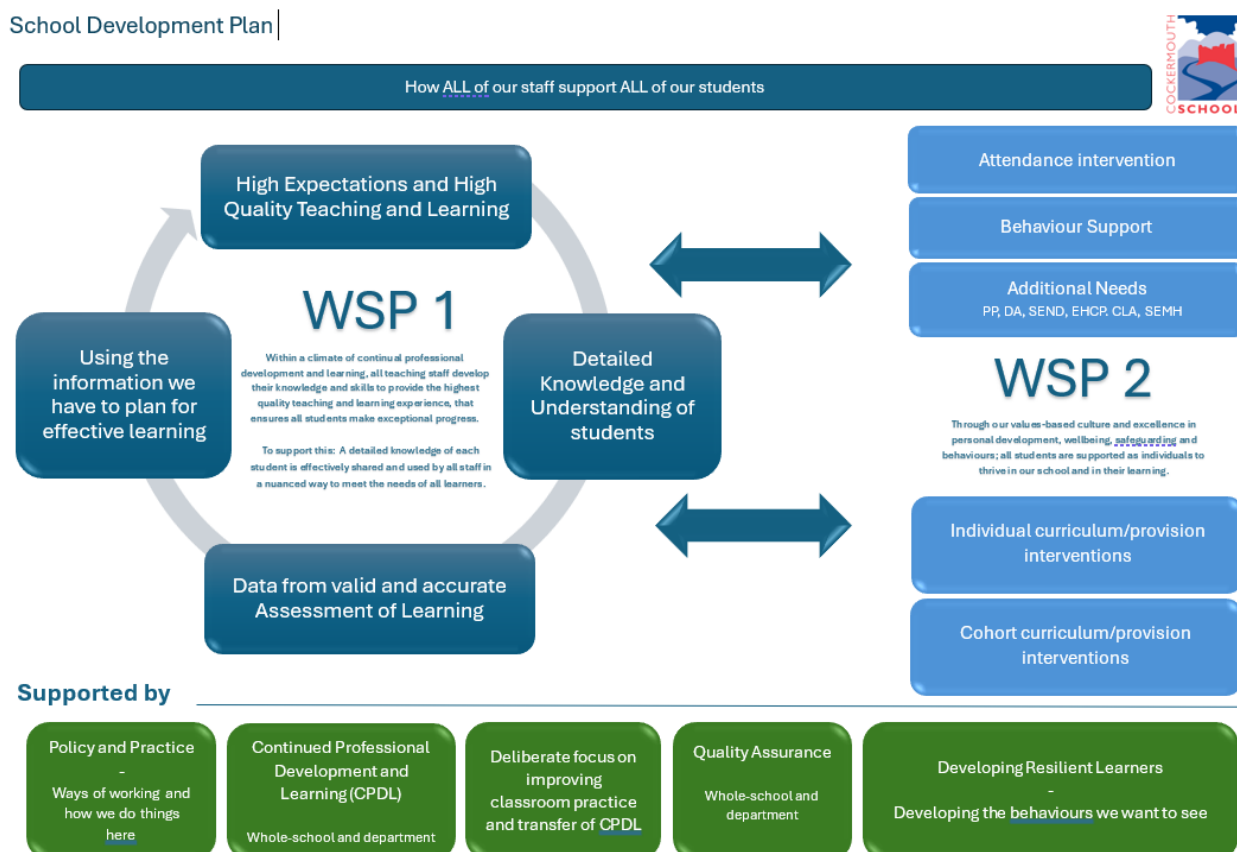 School Development Plan
COCKERMOUTH
SCHOOL
How ALL of our staff support ALL of our students
High Expectations and High
Quality Teaching and Learning
WSP 1
Within a climate of continual professional
development and learning, all teaching staff develop
their knowledge and skills to provide the highest
quality teaching and learning experience, that
ensures all students make exceptional progress.
To support this: A detailed knowledge of each
student is effectively shared and used by all staff in
a nuanced way to meet the needs of all learners.
Using the
information we
have to plan for
effective learning
Detailed
Knowledge and
Understanding of
students
Data from valid and accurate
Assessment of Learning
Attendance intervention
Behaviour Support
Additional Needs
PP, DA, SEND, EHCP. CLA, SEMH
WSP 2
Through our values-based culture and excellence in
personal development, wellbeing, safeguarding and
behaviours; all students are supported as individuals to
thrive in our school and in their learning.
Individual curriculum/provision
interventions
Cohort curriculum/provision
interventions
Supported by
Policy and Practice
-
Ways of working and
how we do things
here
Continued Professional
Development and
Learning (CPDL)
Whole-school and department
Deliberate focus on
improving
classroom practice
and transfer of CPDL
Quality Assurance
Whole-school and
department
Developing Resilient Learners
-
Developing the behaviours we want to see